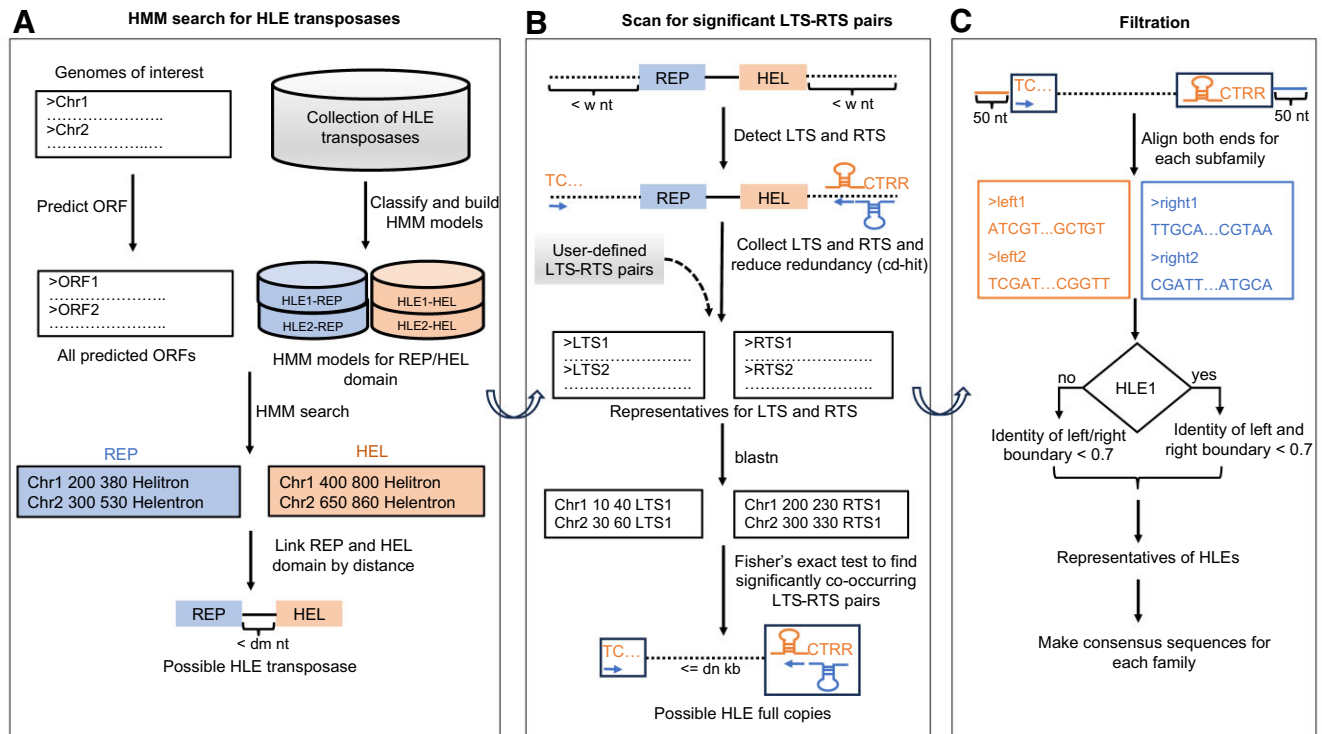 A
HMM search for HLE transposases
Genomes of interest
>Chr1
…………………..
>Chr2
…………………...…
Predict ORF
>ORF1
…………………..
>ORF2
…………………..
All predicted ORFs
Collection of HLE
transposases
Classify and build
HMM models
HLE1-REP
HLE2-REP
HLE1-HEL
HLE2-HEL
HMM models for REP/HEL
domain
HMM search
REP
Chr1 200 380 Helitron
Chr2 300 530 Helentron
HEL
Chr1 400 800 Helitron
Chr2 650 860 Helentron
Link REP and HEL
domain by distance
REP
HEL
< dm nt
Possible HLE transposase
B
Scan for significant LTS-RTS pairs
REP
HEL
< w nt
< w nt
Detect LTS and RTS
TC…
REP
HEL
CTRR
User-defined
LTS-RTS pairs
Collect LTS and RTS and
reduce redundancy (cd-hit)
>LTS1
…………………….
>LTS2
…………………….
>RTS1
…………………….
>RTS2
…………………….
Representatives for LTS and RTS
blastn
Chr1 10 40 LTS1
Chr2 30 60 LTS1
Chr1 200 230 RTS1
Chr2 300 330 RTS1
Fisher's exact test to find
significantly co-occurring
LTS-RTS pairs
TC…
<= dn kb
CTRR
Possible HLE full copies
C
Filtration
TC…
CTRR
50 nt
50 nt
Align both ends for
each subfamily
>left1
ATCGT...GCTGT
>left2
TCGAT…CGGTT
>right1
TTGCA…CGTAA
>right2
CGATT…ATGCA
no
HLE1
yes
Identity of left/right
boundary < 0.7
Identity of left and
right boundary < 0.7
Representatives of HLEs
Make consensus sequences for
each family